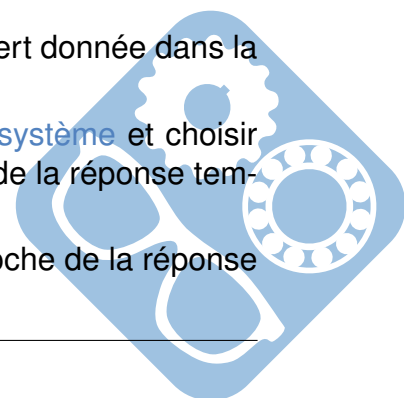 ert donnée dans la
système et choisir
de la réponse tem-
oche de la réponse